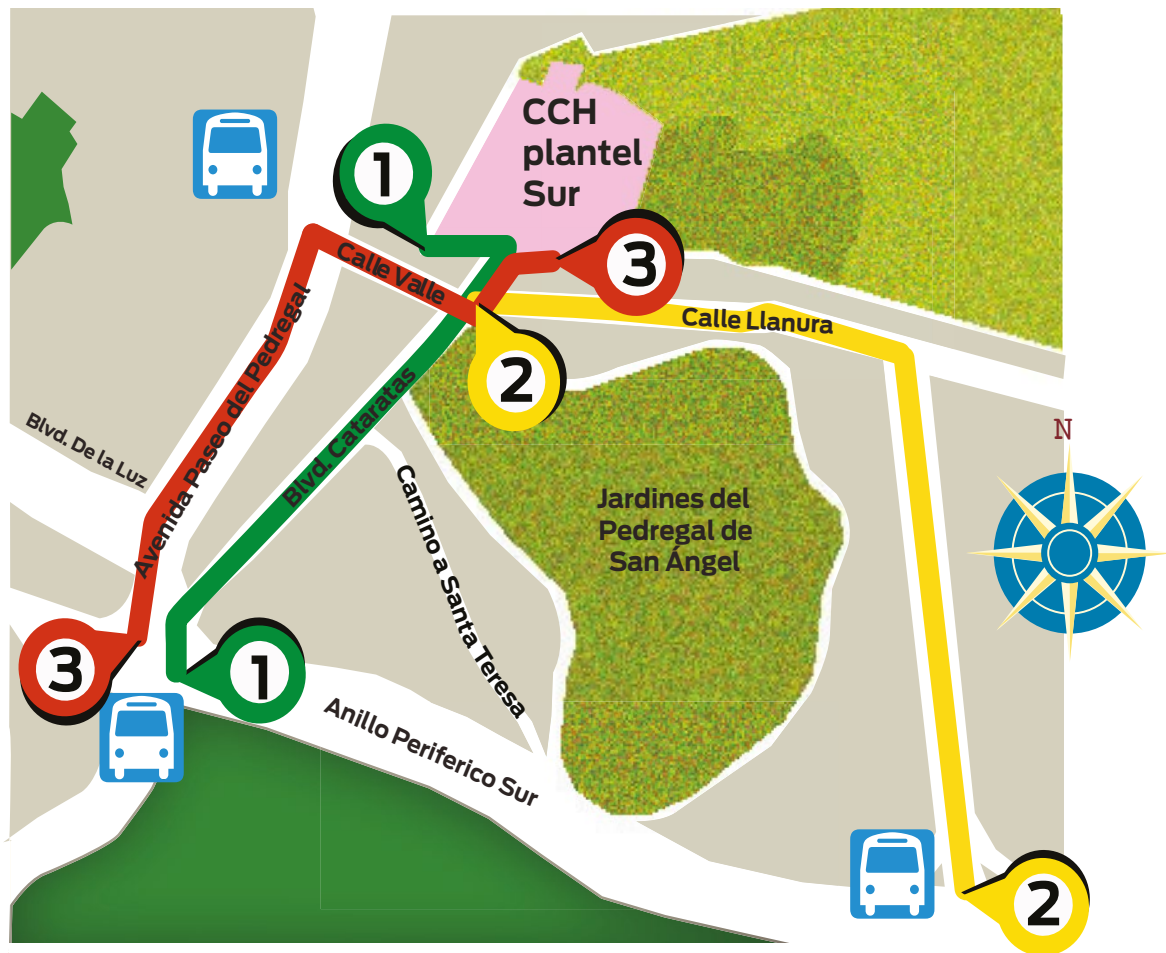 CCH
plantel
Sur
1
3
Calle Valle
Calle Llanura
2
Avenida Paseo del Pedregal
Blvd. Cataratas
Blvd. De la Luz
N
Camino a Santa Teresa
Jardines del
Pedregal de
San Ángel
3
1
Anillo Periferico Sur
2